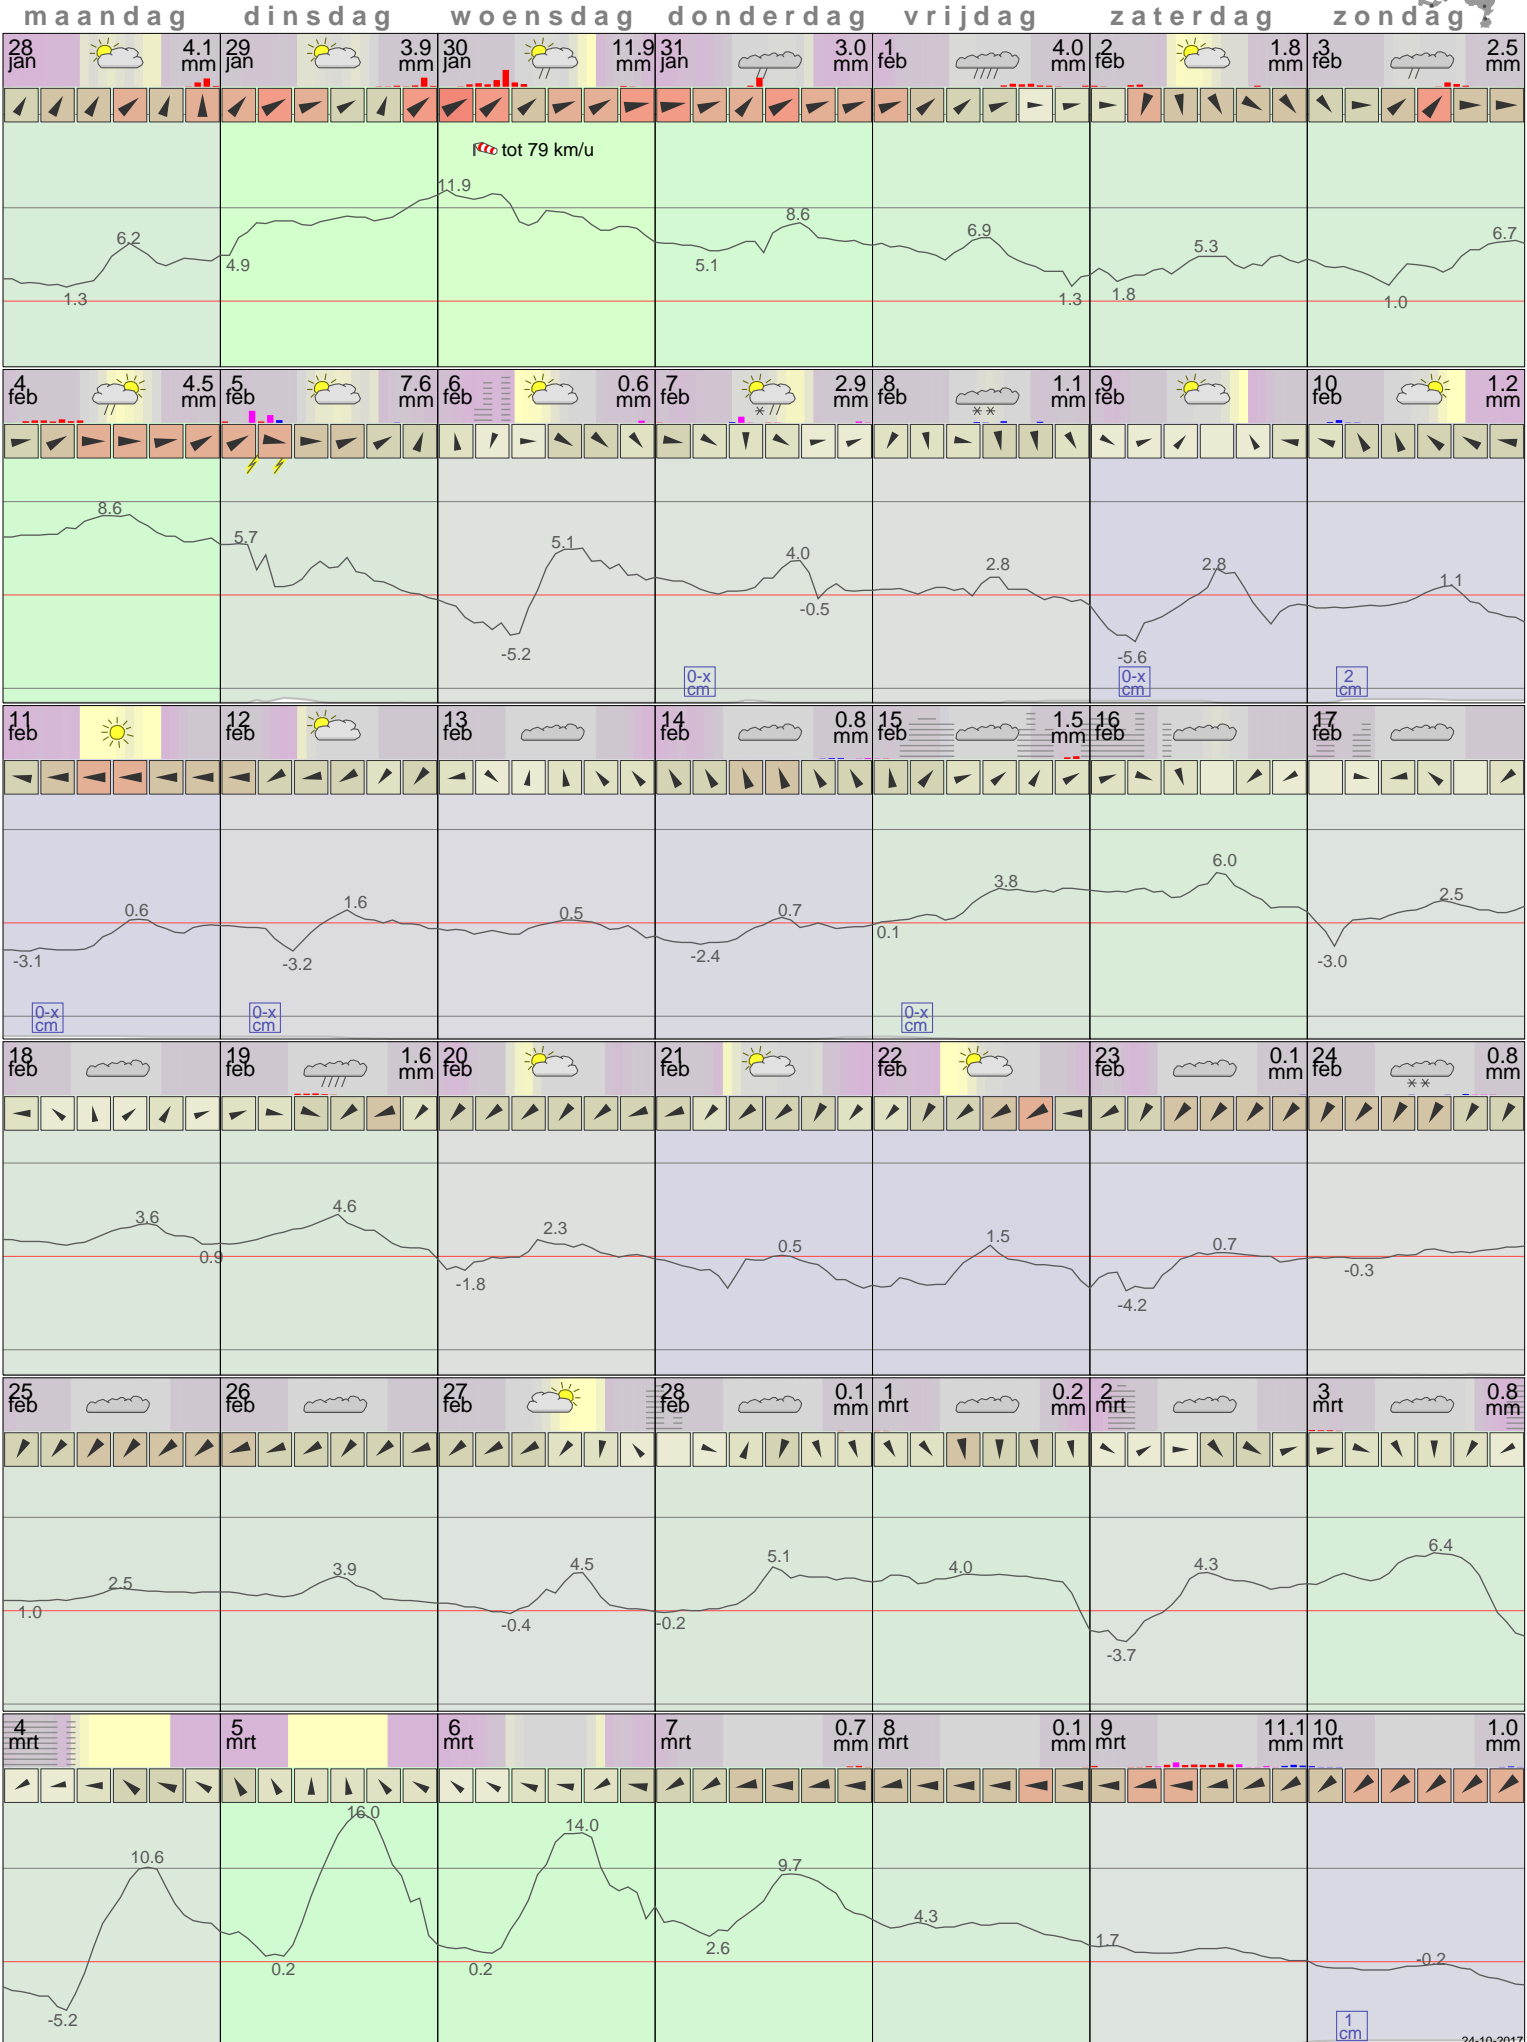 maandag dinsdag woensdag donderdag vrijdag zaterdag zondag
28 jan 4.1 mm 29 jan 3.9 mm 30 jan 11.9 mm 31 jan 3.0 mm 1 feb 4.0 mm 2 feb 1.8 mm 3 feb 2.5 mm
tot 79 km/u
11.9
6.2 8.6 6.9 5.3 6.7
4.9 5.1
1.3 1.3 1.8 1.0
4 feb 4.5 mm 5 feb 7.6 mm 6 feb 0.6 mm 7 feb 2.9 mm 8 feb 1.1 mm 9 feb 10 feb 1.2 mm
8.6 5.7 5.1 4.0 2.8 2.8 1.1
-0.5
-5.2 -5.6
0-x cm 0-x cm 2 cm
11 feb 12 feb 13 feb 14 feb 0.8 mm 15 feb 1.5 mm 16 feb 17 feb
0.6 1.6 0.5 0.7 3.8 6.0 2.5
0.1
-3.1 -3.2 -2.4 -3.0
0-x cm 0-x cm 0-x cm
18 feb 19 feb 1.6 mm 20 feb 21 feb 22 feb 23 feb 0.1 mm 24 feb 0.8 mm
3.6 4.6 2.3 0.5 1.5 0.7
0.9 -1.8 -4.2 -0.3
25 feb 26 feb 27 feb 28 feb 0.1 mm 1 mrt 0.2 mm 2 mrt 3 mrt 0.8 mm
2.5 3.9 4.5 5.1 4.0 4.3 6.4
1.0 -0.4 -0.2 -3.7
4 mrt 5 mrt 6 mrt 7 mrt 0.7 mm 8 mrt 0.1 mm 9 mrt 11.1 mm 10 mrt 1.0 mm
16.0 14.0
10.6 9.7
4.3 1.7
0.2 0.2 2.6 -0.2
-5.2
1 cm
24-10-2017